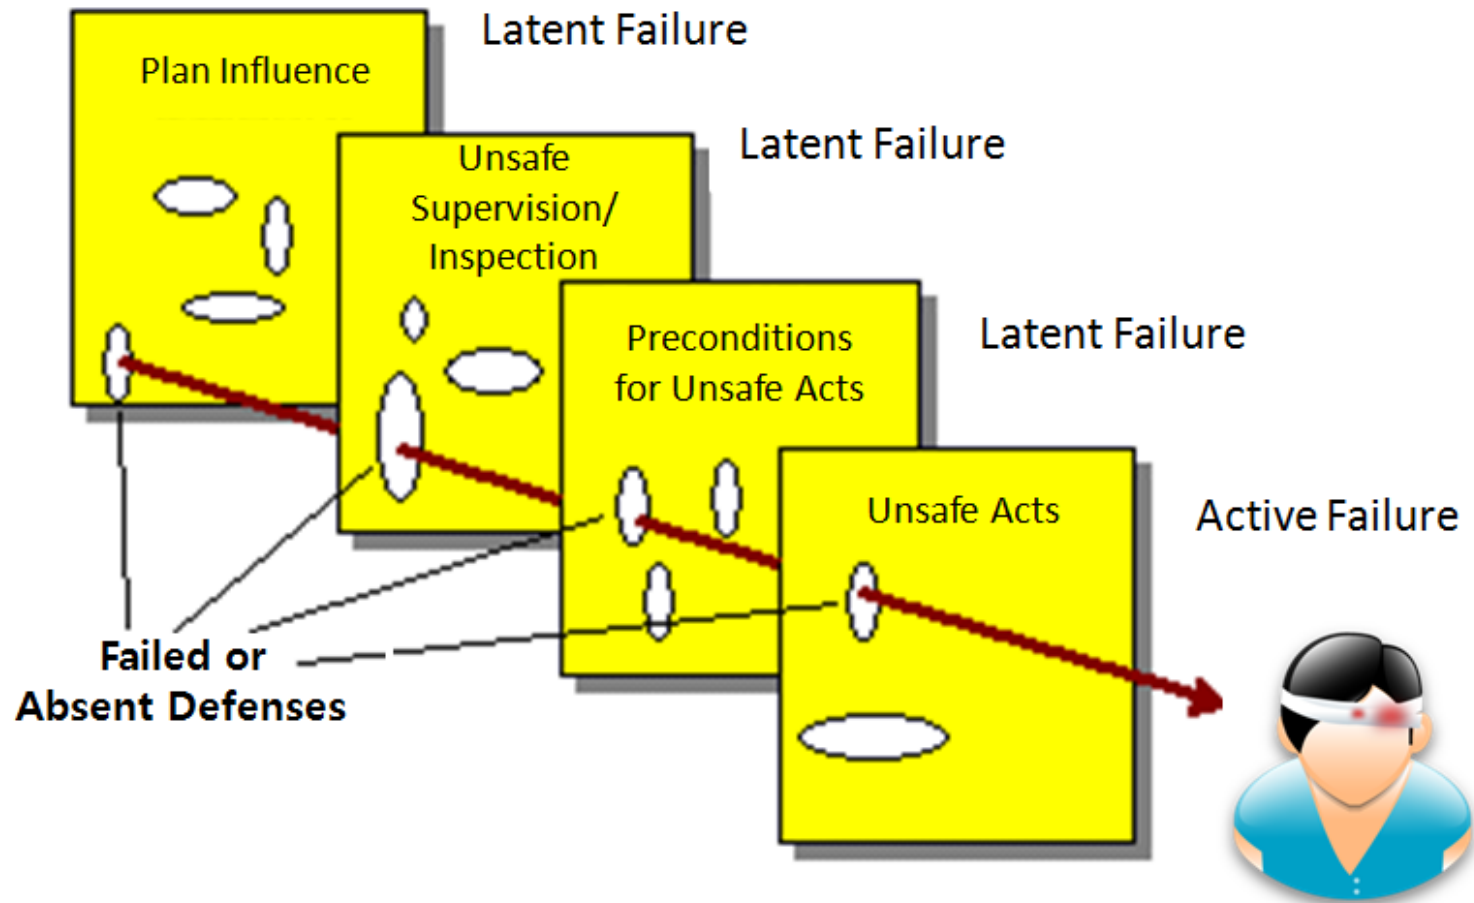 Latent Failure
Plan Influence
Latent Failure
Unsafe
Supervision/
Inspection
Latent Failure
Preconditions
for Unsafe Acts
Unsafe Acts
Active Failure
Failed or
Absent Defenses